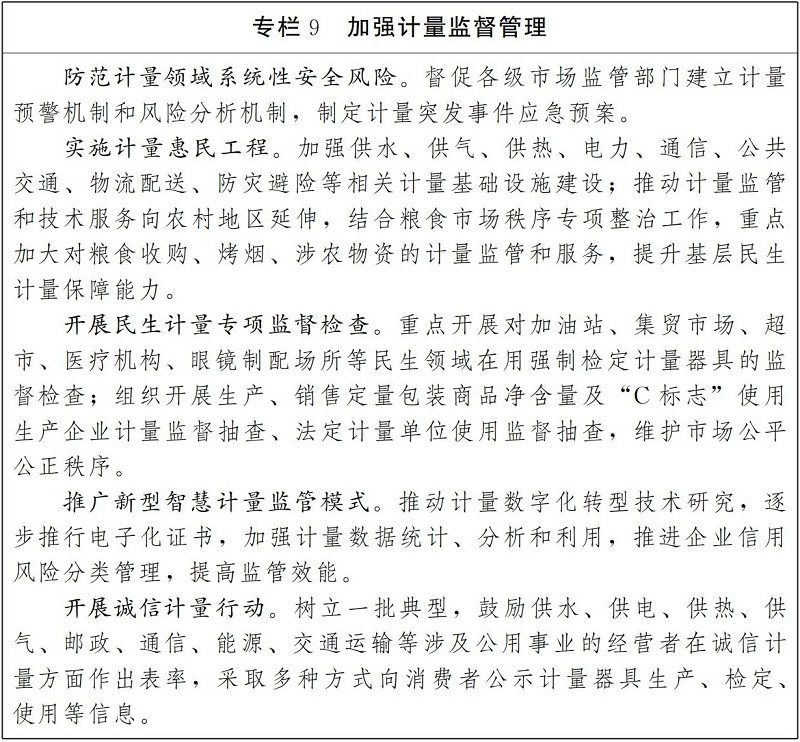 专栏 9 加强计量监督管理
防范计量领域系统性安全风险。督促各级市场监管部门建立计量
预警机制和风险分析机制，制定计量突发事件应急预案。
实施计量惠民工程。加强供水、供气、供热、电力、通信、公共
交通、物流配送、防灾避险等相关计量基础设施建设；推动计量监管
和技术服务向农村地区延伸，结合粮食市场秩序专项整治工作，重点
加大对粮食收购、烤烟、涉农物资的计量监管和服务，提升基层民生
计量保障能力。
开展民生计量专项监督检查。重点开展对加油站、集贸市场、超
市、医疗机构、眼镜制配场所等民生领域在用强制检定计量器具的监
督检查；组织开展生产、销售定量包装商品净含量及“C 标志”使用
生产企业计量监督抽查、法定计量单位使用监督抽查，维护市场公平
公正秩序。
推广新型智慧计量监管模式。推动计量数字化转型技术研究，逐
步推行电子化证书，加强计量数据统计、分析和利用，推进企业信用
风险分类管理，提高监管效能。
开展诚信计量行动。树立一批典型，鼓励供水、供电、供热、供
气、邮政、通信、能源、交通运输等涉及公用事业的经营者在诚信计
量方面作出表率，采取多种方式向消费者公示计量器具生产、检定、
使用等信息。